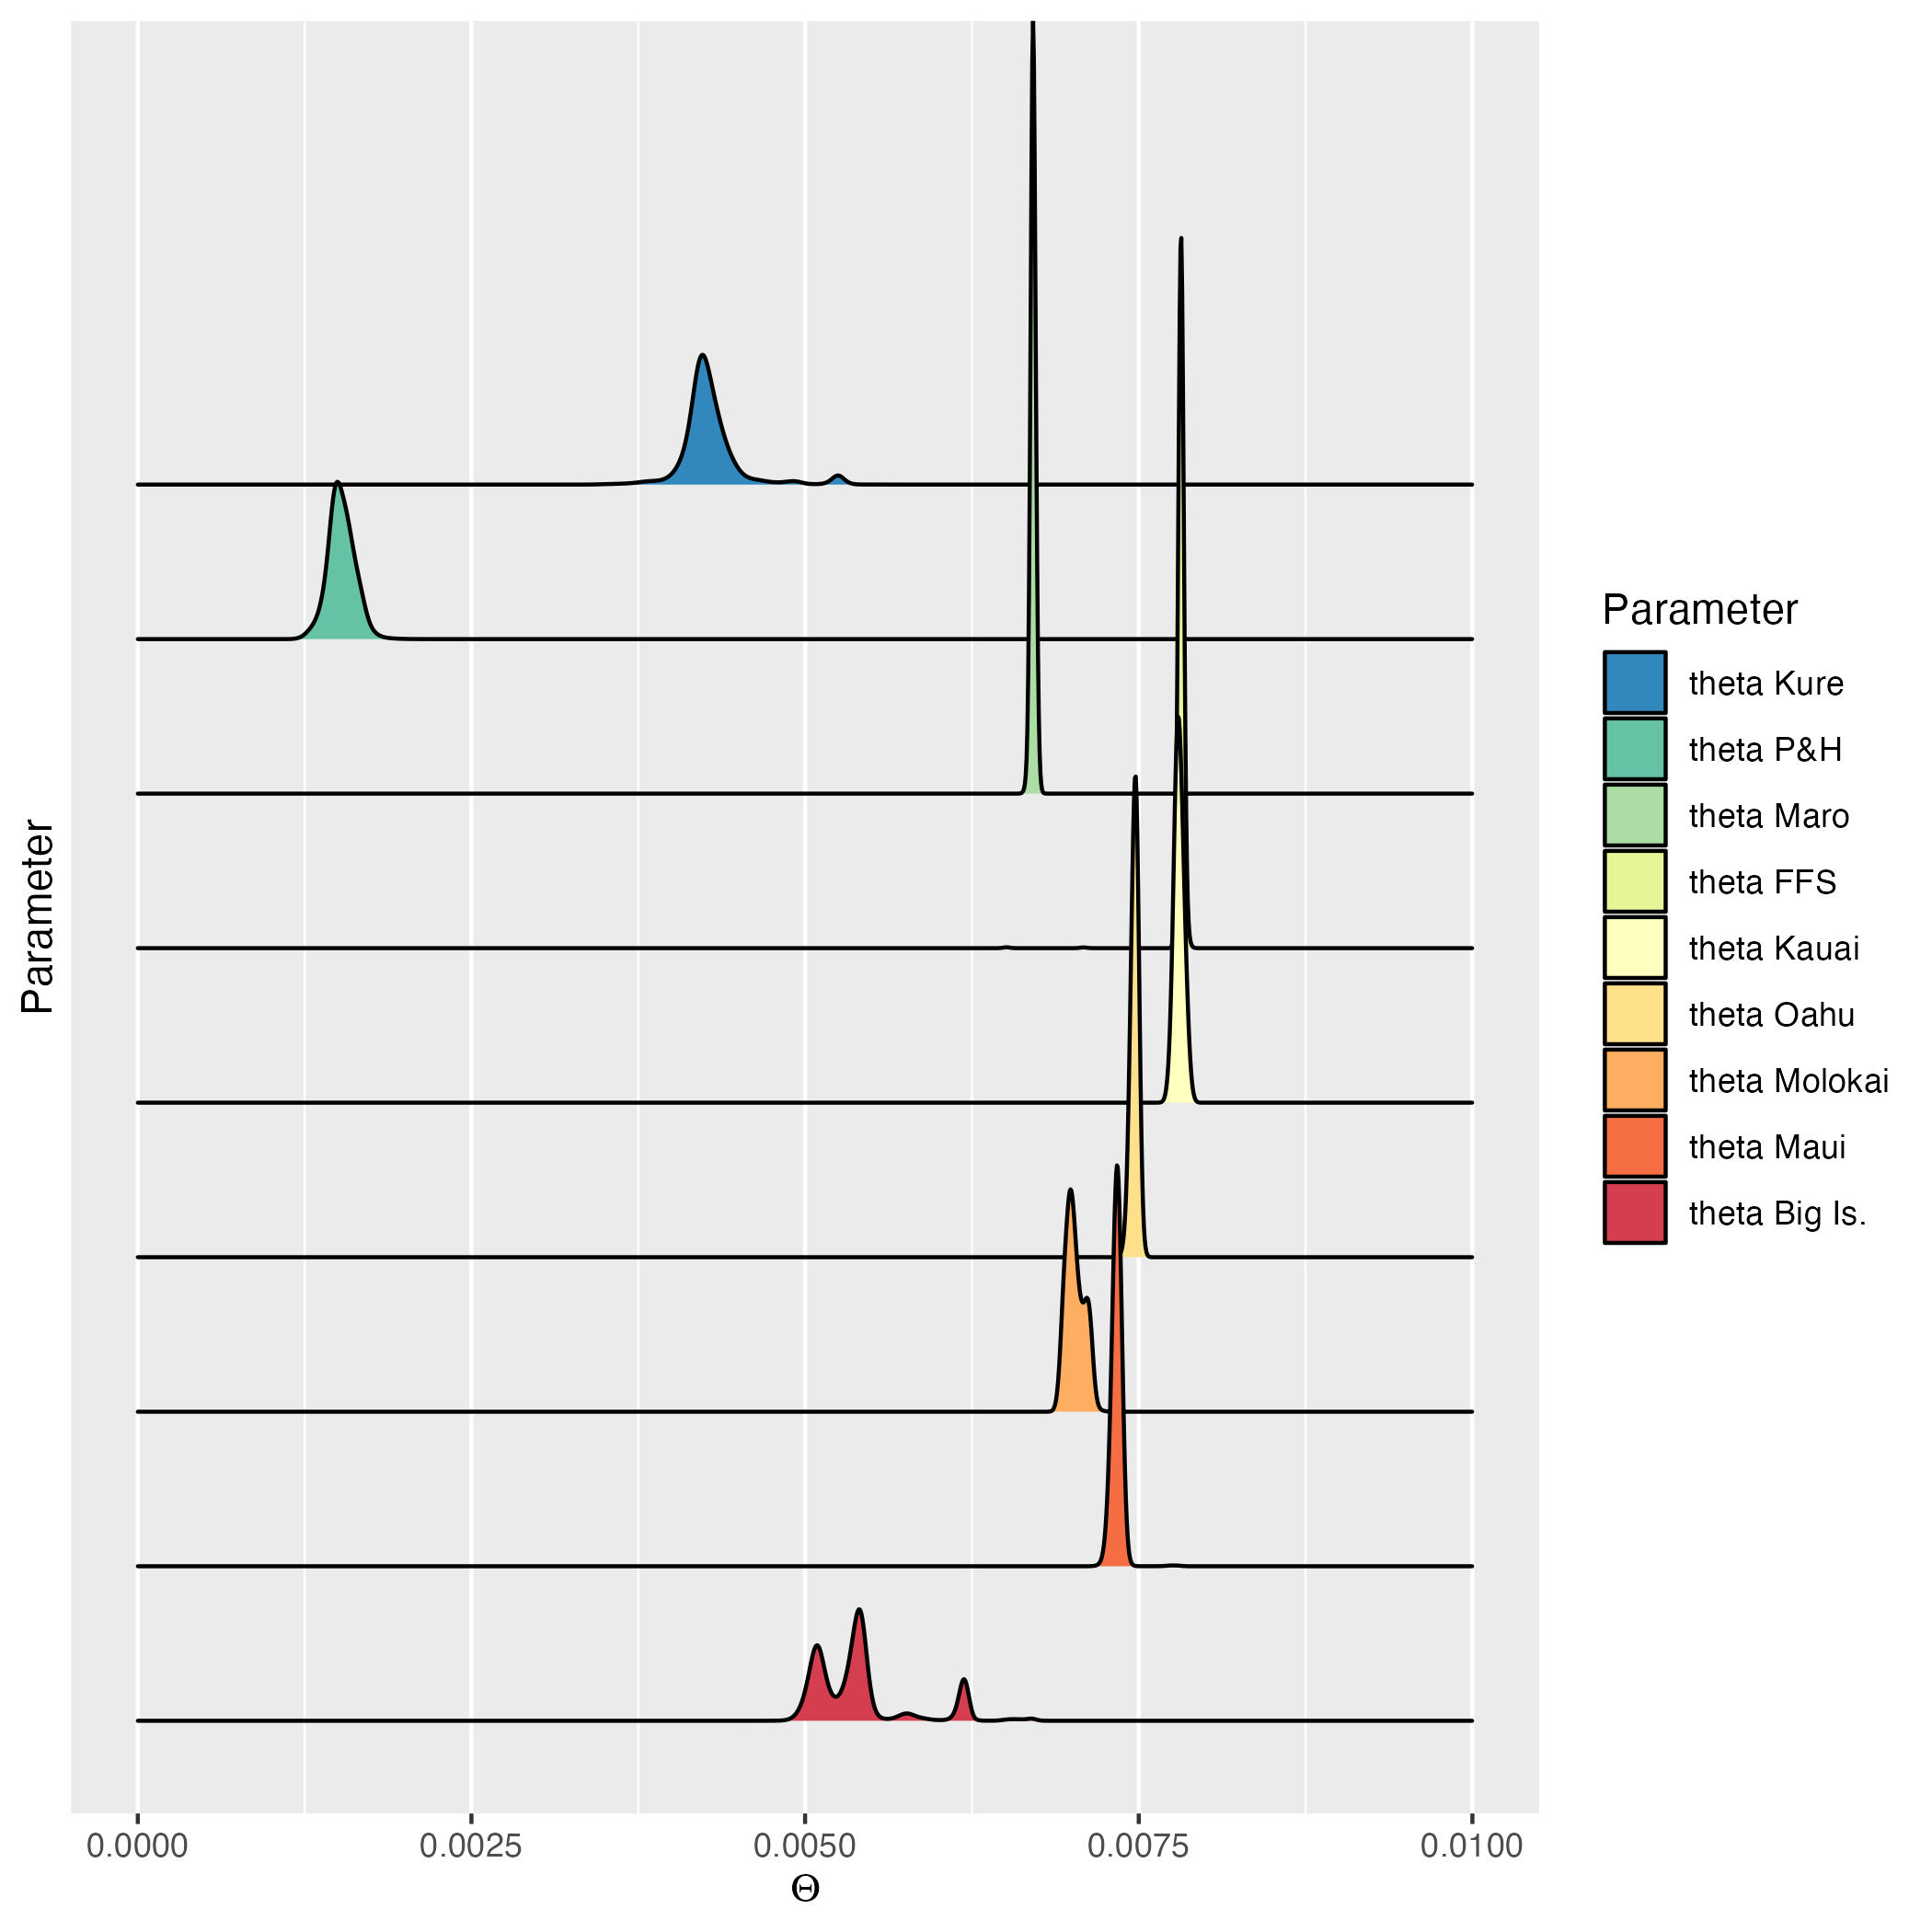 Parameter
0.0000 0.0025 0.0050 0.0075 0.0100
Θ
Parameter
theta Kure
theta P&H
theta Maro
theta FFS
theta Kauai
theta Oahu
theta Molokai
theta Maui
theta Big Is.